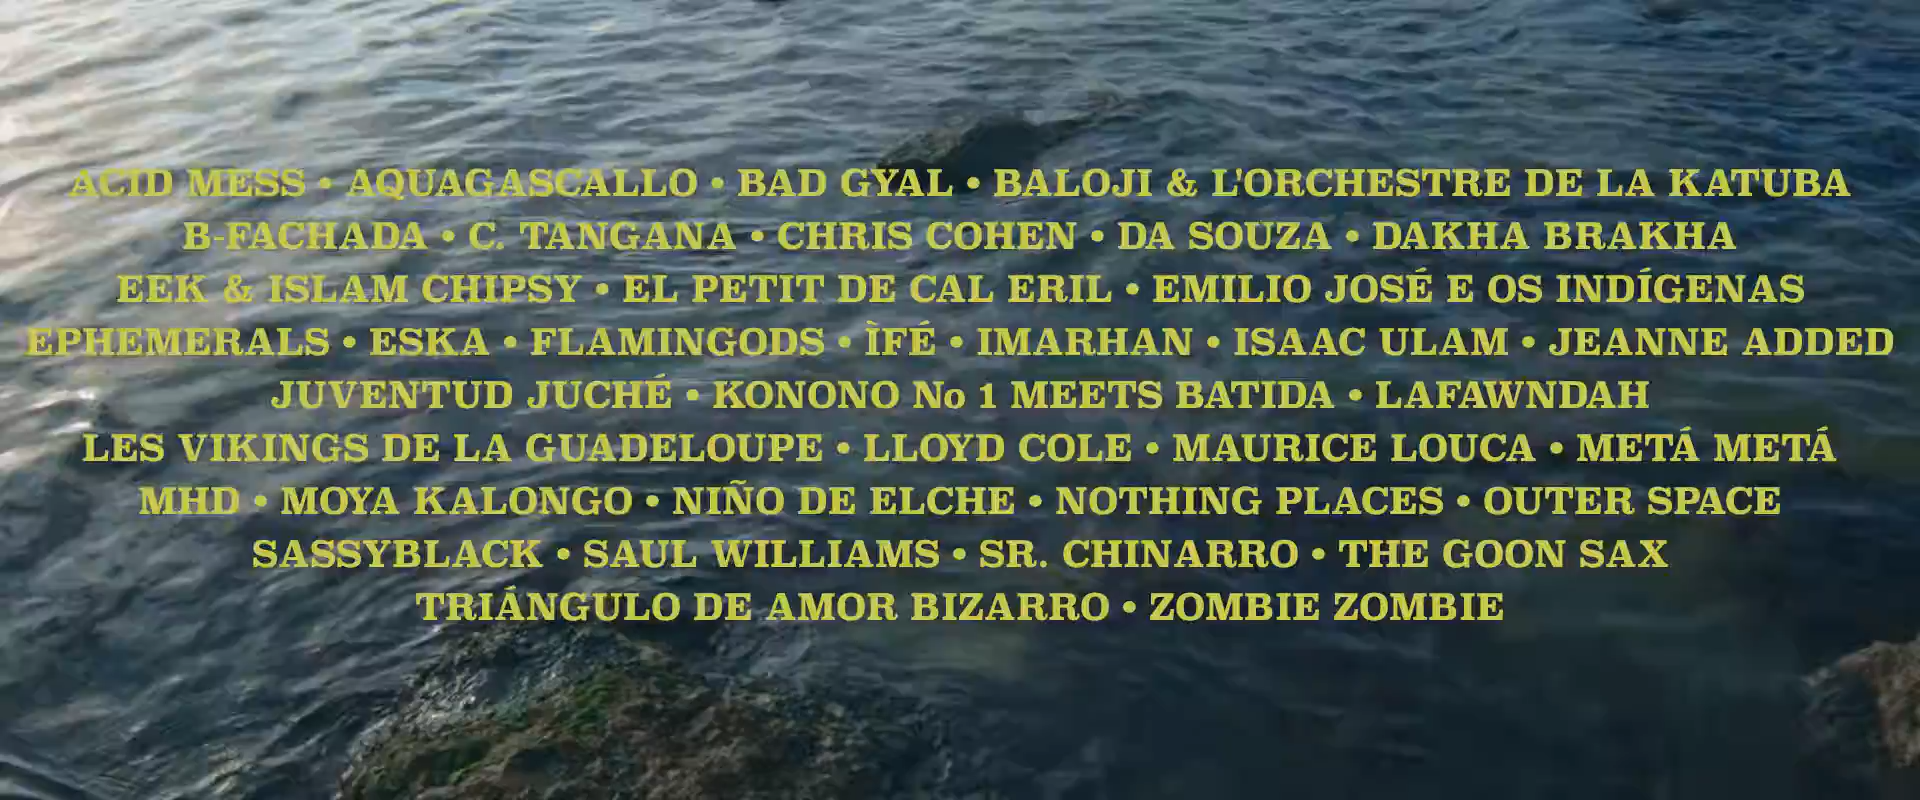 ACID MESS • AQUAGASCALLO • BAD GYAL • BALOJI & L'ORCHESTRE DE LA KATUBA
B-FACHADA • C. TANGANA • CHRIS COHEN • DA SOUZA • DAKHA BRAKHA
EEK & ISLAM CHIPSY • EL PETIT DE CAL ERIL • EMILIO JOSÉ E OS INDÍGENAS
EPHEMERALS • ESKA • FLAMINGODS • ÌFÉ • IMARHAN • ISAAC ULAM • JEANNE ADDED
JUVENTUD JUCHÉ • KONONO No 1 MEETS BATIDA • LAFAWNDAH
LES VIKINGS DE LA GUADELOUPE • LLOYD COLE • MAURICE LOUCA • METÁ METÁ
MHD • MOYA KALONGO • NIÑO DE ELCHE • NOTHING PLACES • OUTER SPACE
SASSYBLACK • SAUL WILLIAMS • SR. CHINARRO • THE GOON SAX
TRIÁNGULO DE AMOR BIZARRO • ZOMBIE ZOMBIE